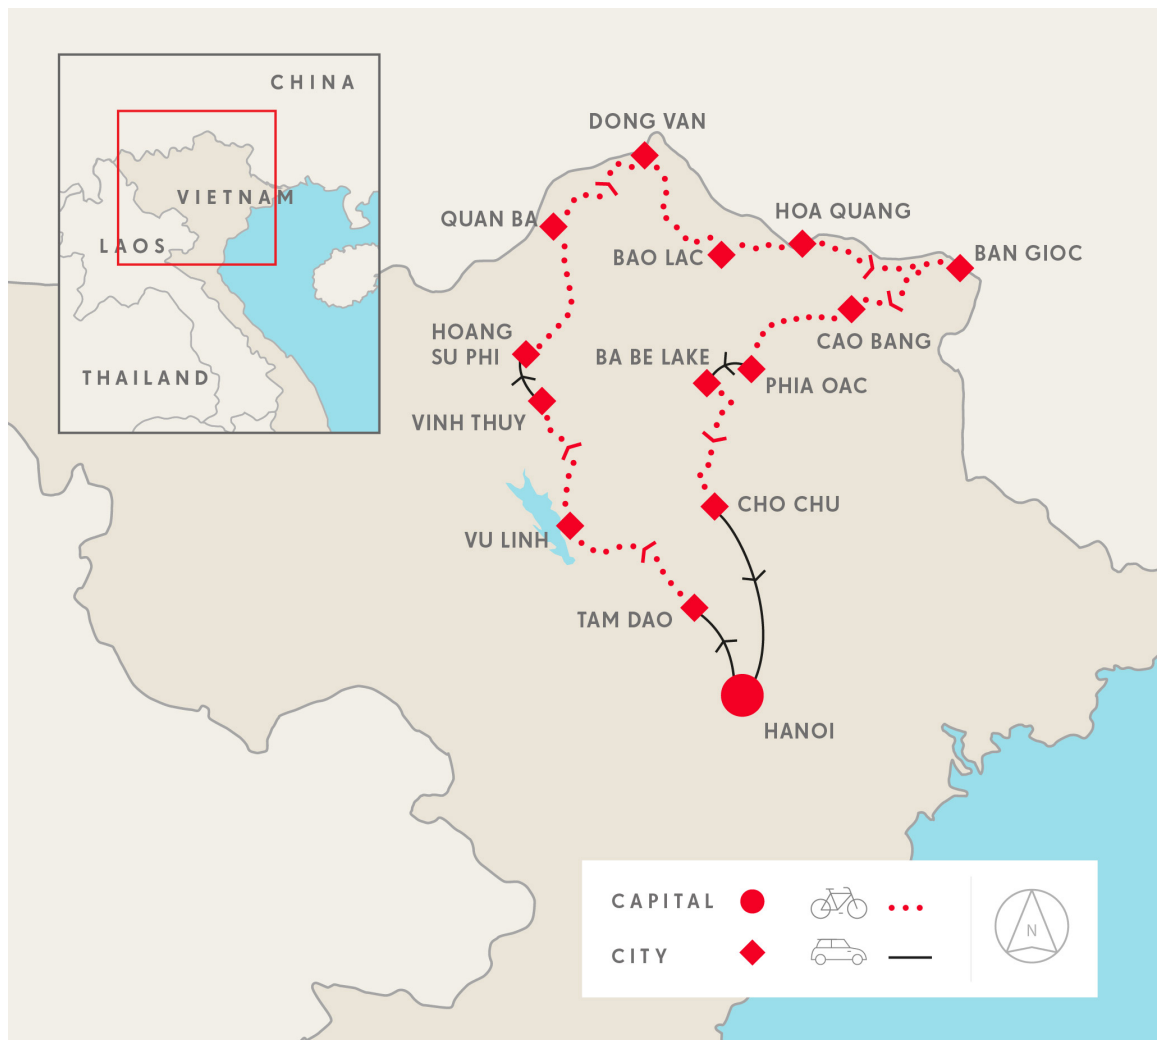 CHINA
VIETNAM
LAOS
THAILAND
DONG VAN
QUAN BA
HOA QUANG
BAO LAC
BAN GIOC
HOANG
SU PHI
CAO BANG
BA BE LAKE
PHIA OAC
VINH THUY
CHO CHU
VU LINH
TAM DAO
HANOI
CAPITAL
CITY
N